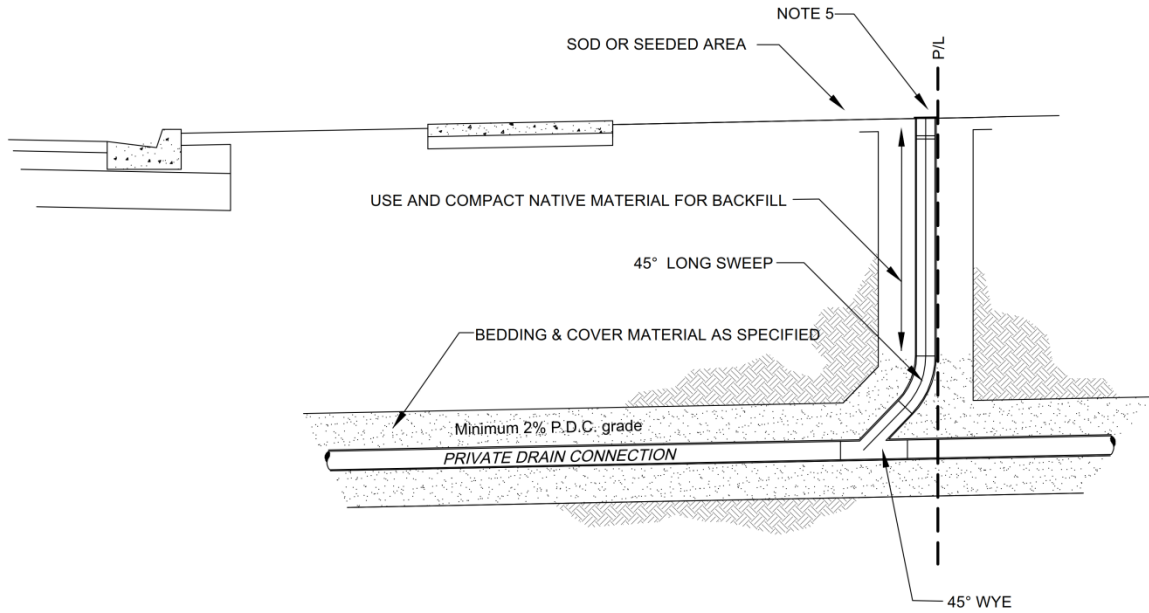 NOTE 5
SOD OR SEEDED AREA
P/L
USE AND COMPACT NATIVE MATERIAL FOR BACKFILL
45° LONG SWEEP
BEDDING & COVER MATERIAL AS SPECIFIED
Minimum 2% P.D.C. grade
PRIVATE DRAIN CONNECTION
45° WYE